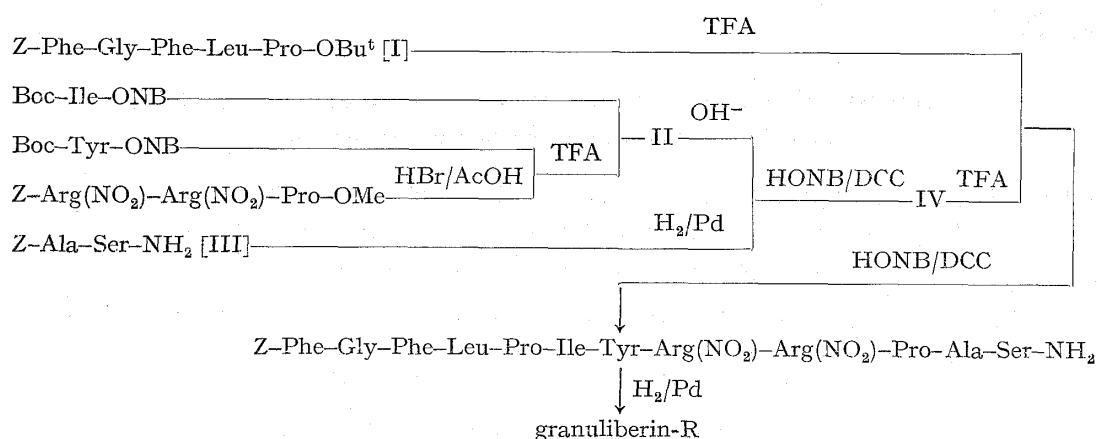 TFA
Z–Phe–Gly–Phe–Leu–Pro–OBuᵗ [I]
Boc–Ile–ONB
II
OH⁻
Boc–Tyr–ONB
TFA
HBr/AcOH
HONB/DCC
IV
TFA
Z–Arg(NO₂)–Arg(NO₂)–Pro–OMe
H₂/Pd
Z–Ala–Ser–NH₂ [III]
HONB/DCC
Z–Phe–Gly–Phe–Leu–Pro–Ile–Tyr–Arg(NO₂)–Arg(NO₂)–Pro–Ala–Ser–NH₂
H₂/Pd
granuliberin-R